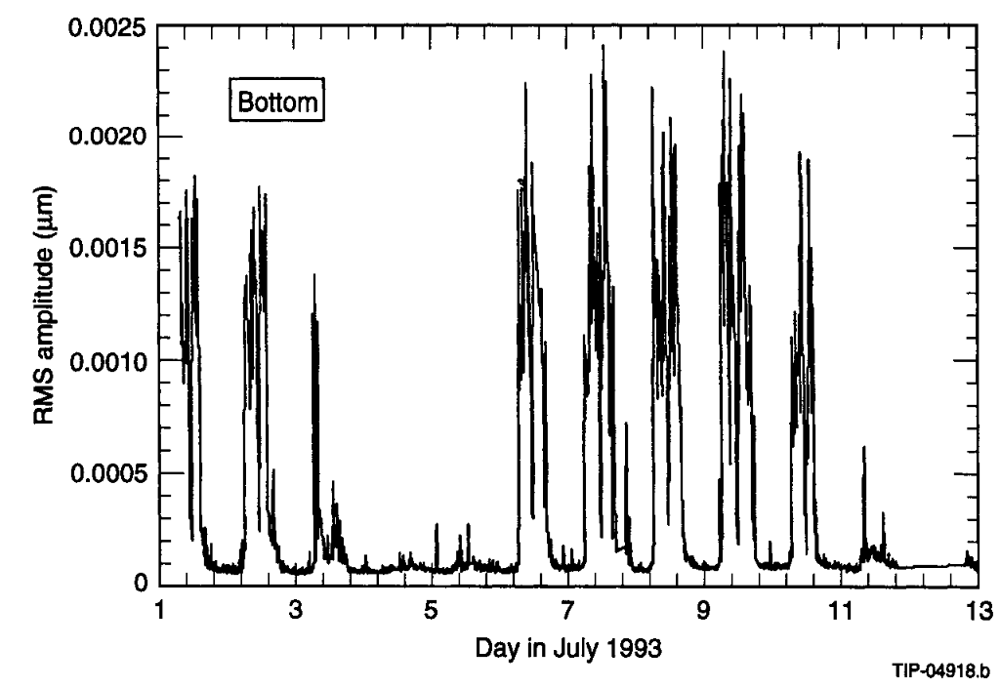 0.0025
Bottom
0.0020
0.0015
0.0010
0.0005
0
RMS amplitude (μm)
1 3 5 7 9 11 13
Day in July 1993
TIP-04918.b